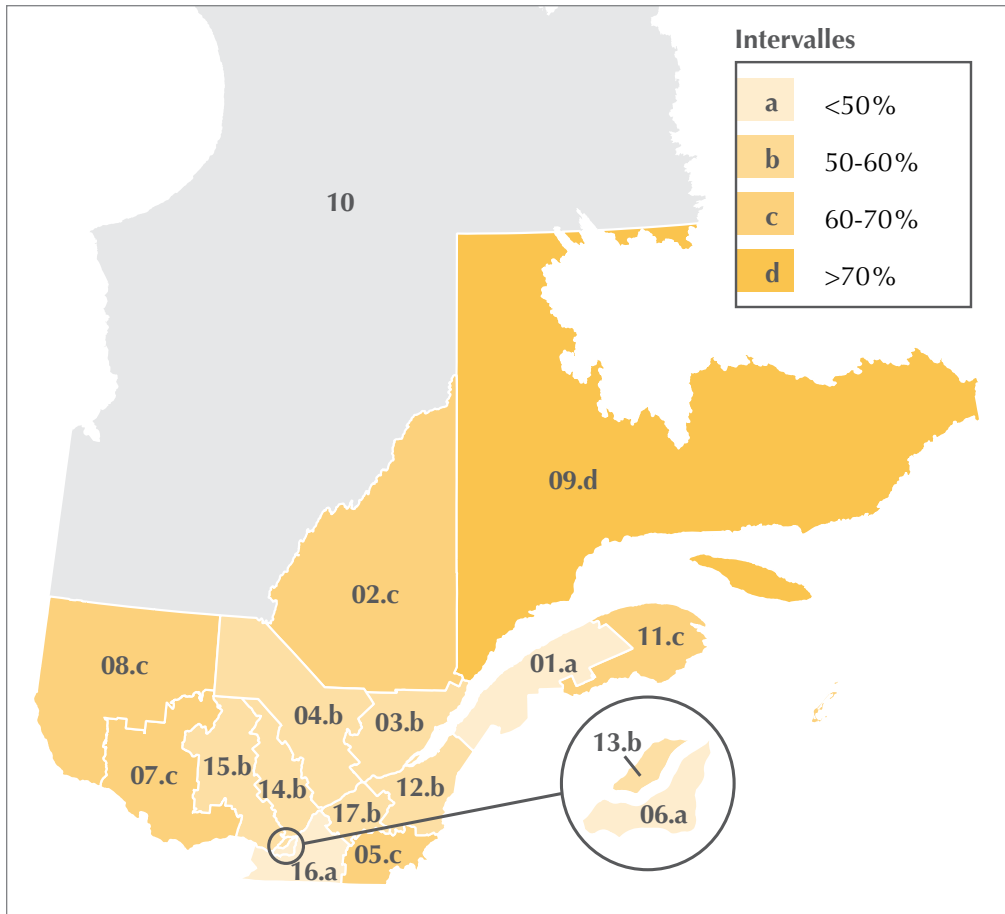 Intervalles
a <50%
b 50-60%
c 60-70%
d >70%
10
09.d
02.c
11.c
01.a
08.c
04.b
03.b
13.b
15.b
07.c
14.b
12.b
17.b
06.a
05.c
16.a